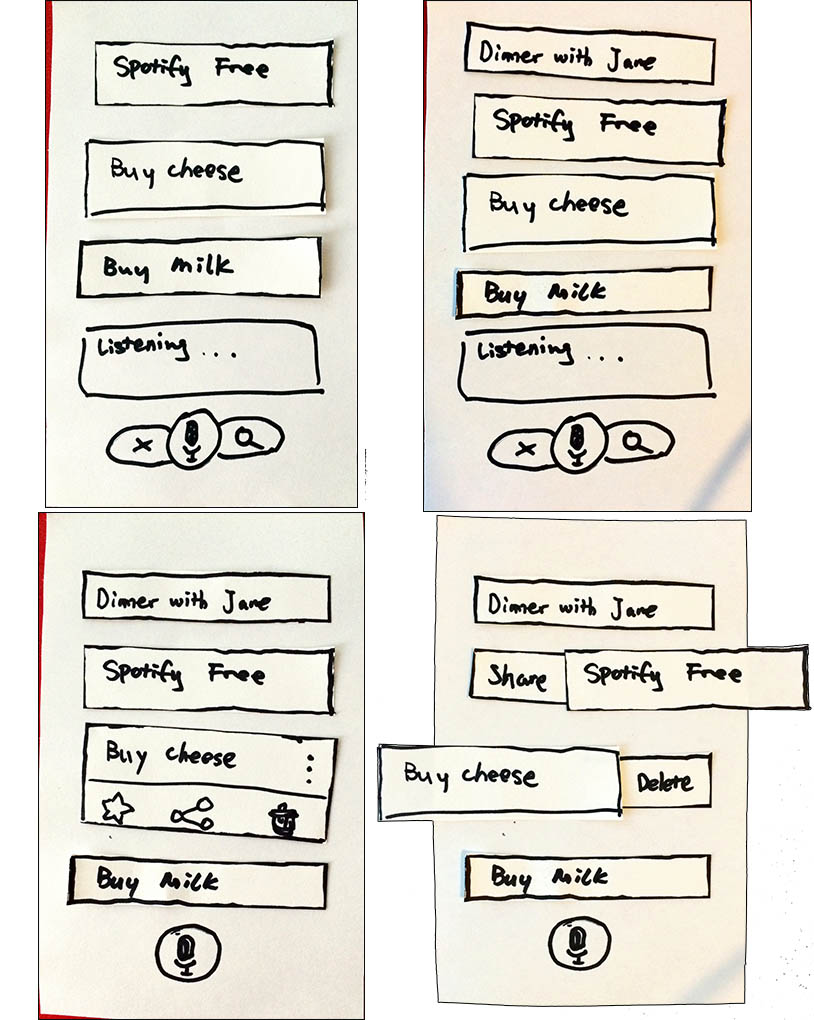 Spotify Free
Buy cheese
Buy Milk
Listening ...
Dinner with Jane
Spotify Free
Buy cheese
Buy Milk
Listening ...
Dinner with Jane
Spotify Free
Buy cheese
Buy Milk
Dinner with Jane
Share Spotify Free
Buy cheese Delete
Buy Milk